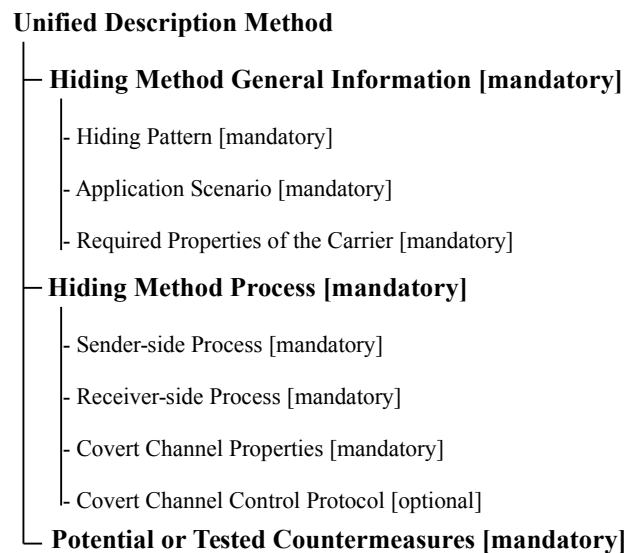 Unified Description Method
Hiding Method General Information [mandatory]
- Hiding Pattern [mandatory]
- Application Scenario [mandatory]
- Required Properties of the Carrier [mandatory]
Hiding Method Process [mandatory]
- Sender-side Process [mandatory]
- Receiver-side Process [mandatory]
- Covert Channel Properties [mandatory]
- Covert Channel Control Protocol [optional]
Potential or Tested Countermeasures [mandatory]